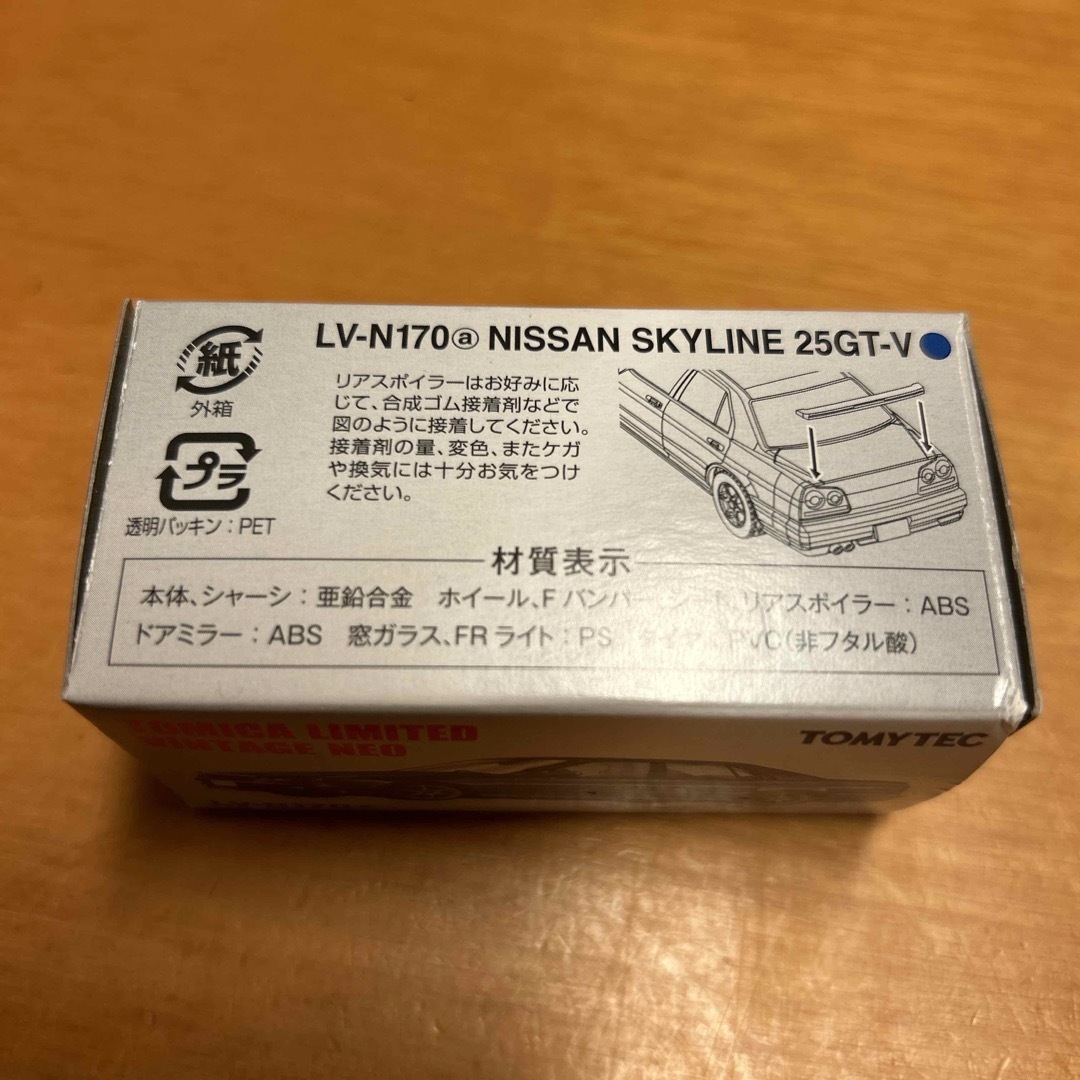 紙
外箱
プラ
透明パッキン：PET
LV-N170ⓐ NISSAN SKYLINE 25GT-V
リアスポイラーはお好みに応
じて、合成ゴム接着剤などで
図のように接着してください。
接着剤の量、変色、またケガ
や換気には十分お気をつけ
ください。
材質表示
本体、シャーシ：亜鉛合金 ホイール、Fバンパー、シート、リアスポイラー：ABS
ドアミラー：ABS 窓ガラス、FRライト：PS タイヤ：PVC（非フタル酸）
TOMICA LIMITED
VINTAGE NEO
TOMYTEC